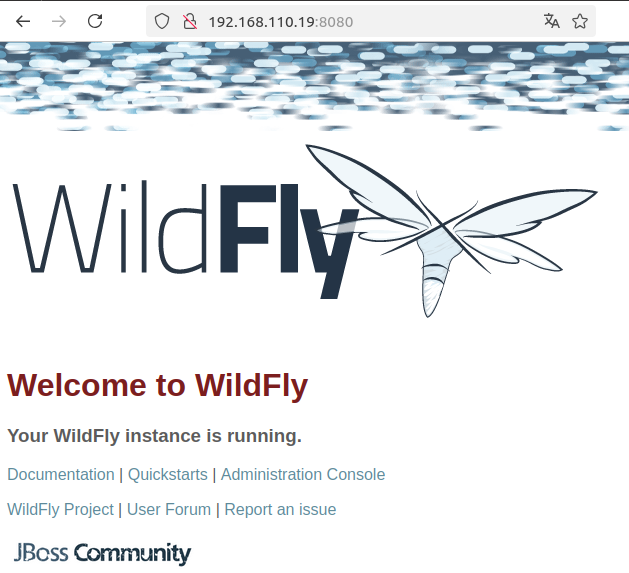 192.168.110.19:8080
WildFly
Welcome to WildFly
Your WildFly instance is running.
Documentation | Quickstarts | Administration Console
WildFly Project | User Forum | Report an issue
JBoss Community